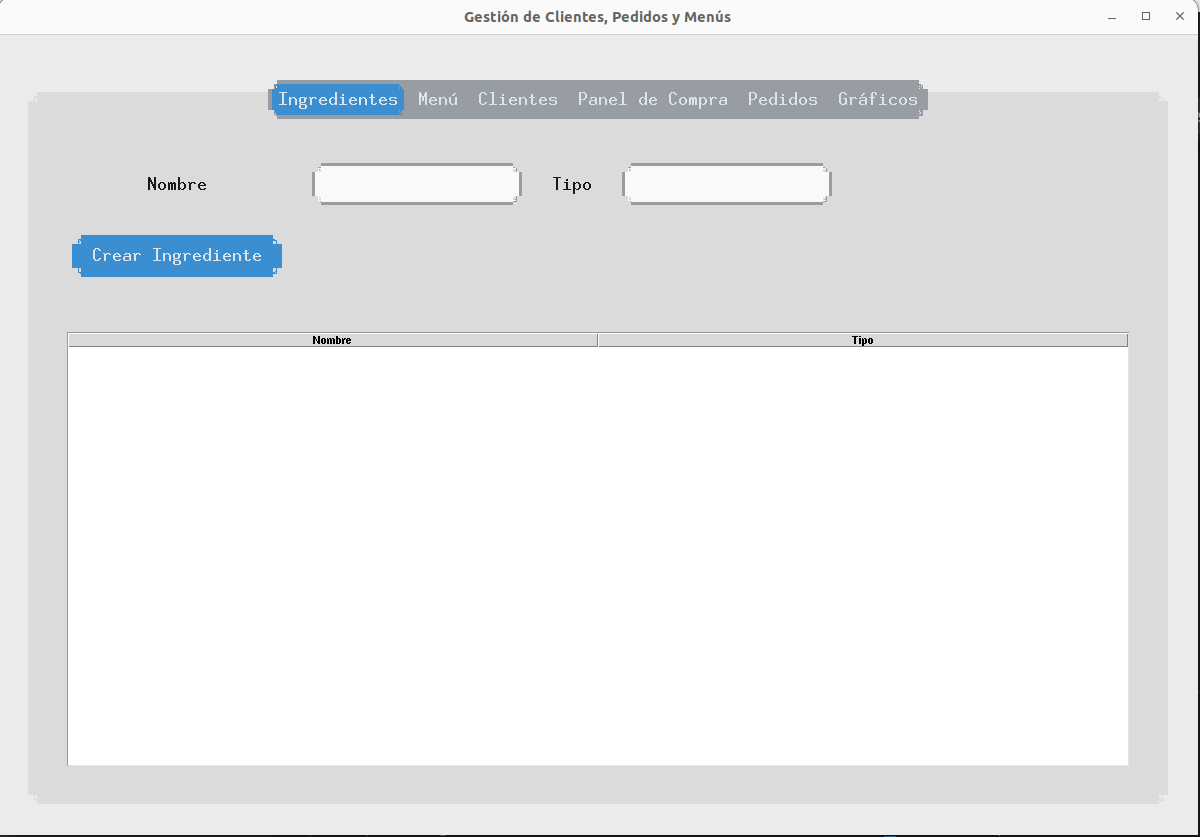 Gestión de Clientes, Pedidos y Menús
Ingredientes Menú Clientes Panel de Compra Pedidos Gráficos
Nombre Tipo
Crear Ingrediente
Nombre Tipo